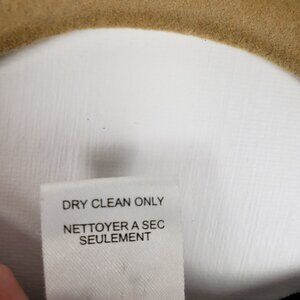 DRY CLEAN ONLY
NETTOYER A SEC
SEULEMENT